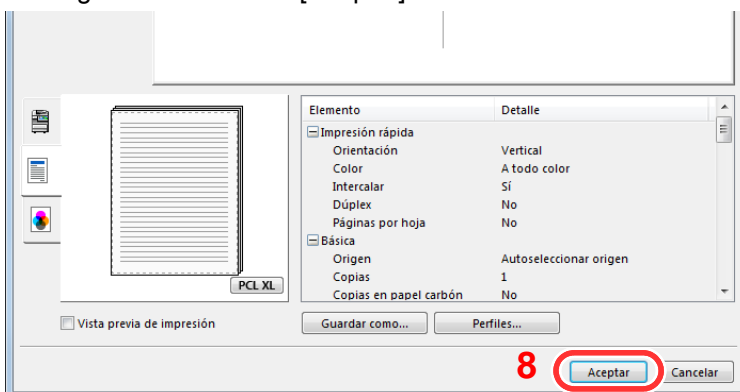 Elemento Detalle
Impresión rápida
Orientación Vertical
Color A todo color
Intercalar Sí
Dúplex No
Páginas por hoja No
Básica
Origen Autoseleccionar origen
Copias 1
Copias en papel carbón No
PCL XL
Vista previa de impresión Guardar como... Perfiles...
8 Aceptar Cancelar